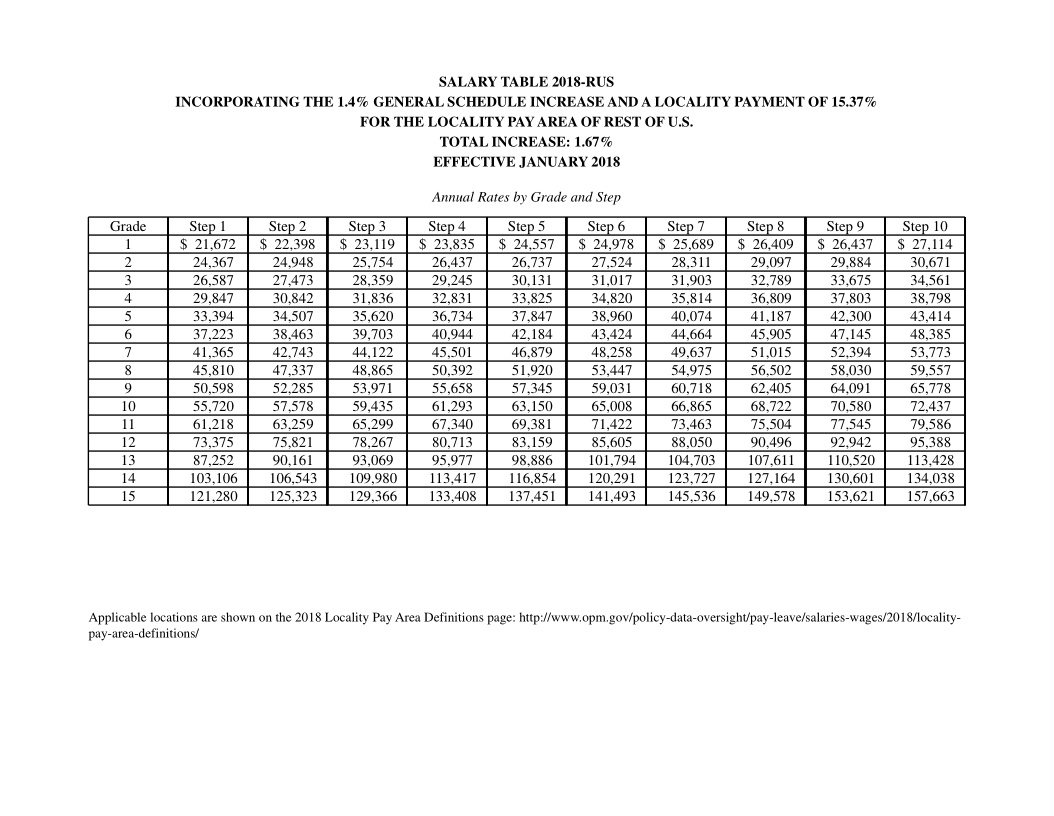 SALARY TABLE 2018-RUS
INCORPORATING THE 1.4% GENERAL SCHEDULE INCREASE AND A LOCALITY PAYMENT OF 15.37%
FOR THE LOCALITY PAY AREA OF REST OF U.S.
TOTAL INCREASE: 1.67%
EFFECTIVE JANUARY 2018
Annual Rates by Grade and Step
Grade Step 1 Step 2 Step 3 Step 4 Step 5 Step 6 Step 7 Step 8 Step 9 Step 10
1 $ 21,672 $ 22,398 $ 23,119 $ 23,835 $ 24,557 $ 24,978 $ 25,689 $ 26,409 $ 26,437 $ 27,114
2 24,367 24,948 25,754 26,437 26,737 27,524 28,311 29,097 29,884 30,671
3 26,587 27,473 28,359 29,245 30,131 31,017 31,903 32,789 33,675 34,561
4 29,847 30,842 31,836 32,831 33,825 34,820 35,814 36,809 37,803 38,798
5 33,394 34,507 35,620 36,734 37,847 38,960 40,074 41,187 42,300 43,414
6 37,223 38,463 39,703 40,944 42,184 43,424 44,664 45,905 47,145 48,385
7 41,365 42,743 44,122 45,501 46,879 48,258 49,637 51,015 52,394 53,773
8 45,810 47,337 48,865 50,392 51,920 53,447 54,975 56,502 58,030 59,557
9 50,598 52,285 53,971 55,658 57,345 59,031 60,718 62,405 64,091 65,778
10 55,720 57,578 59,435 61,293 63,150 65,008 66,865 68,722 70,580 72,437
11 61,218 63,259 65,299 67,340 69,381 71,422 73,463 75,504 77,545 79,586
12 73,375 75,821 78,267 80,713 83,159 85,605 88,050 90,496 92,942 95,388
13 87,252 90,161 93,069 95,977 98,886 101,794 104,703 107,611 110,520 113,428
14 103,106 106,543 109,980 113,417 116,854 120,291 123,727 127,164 130,601 134,038
15 121,280 125,323 129,366 133,408 137,451 141,493 145,536 149,578 153,621 157,663
Applicable locations are shown on the 2018 Locality Pay Area Definitions page: http://www.opm.gov/policy-data-oversight/pay-leave/salaries-wages/2018/locality-
pay-area-definitions/